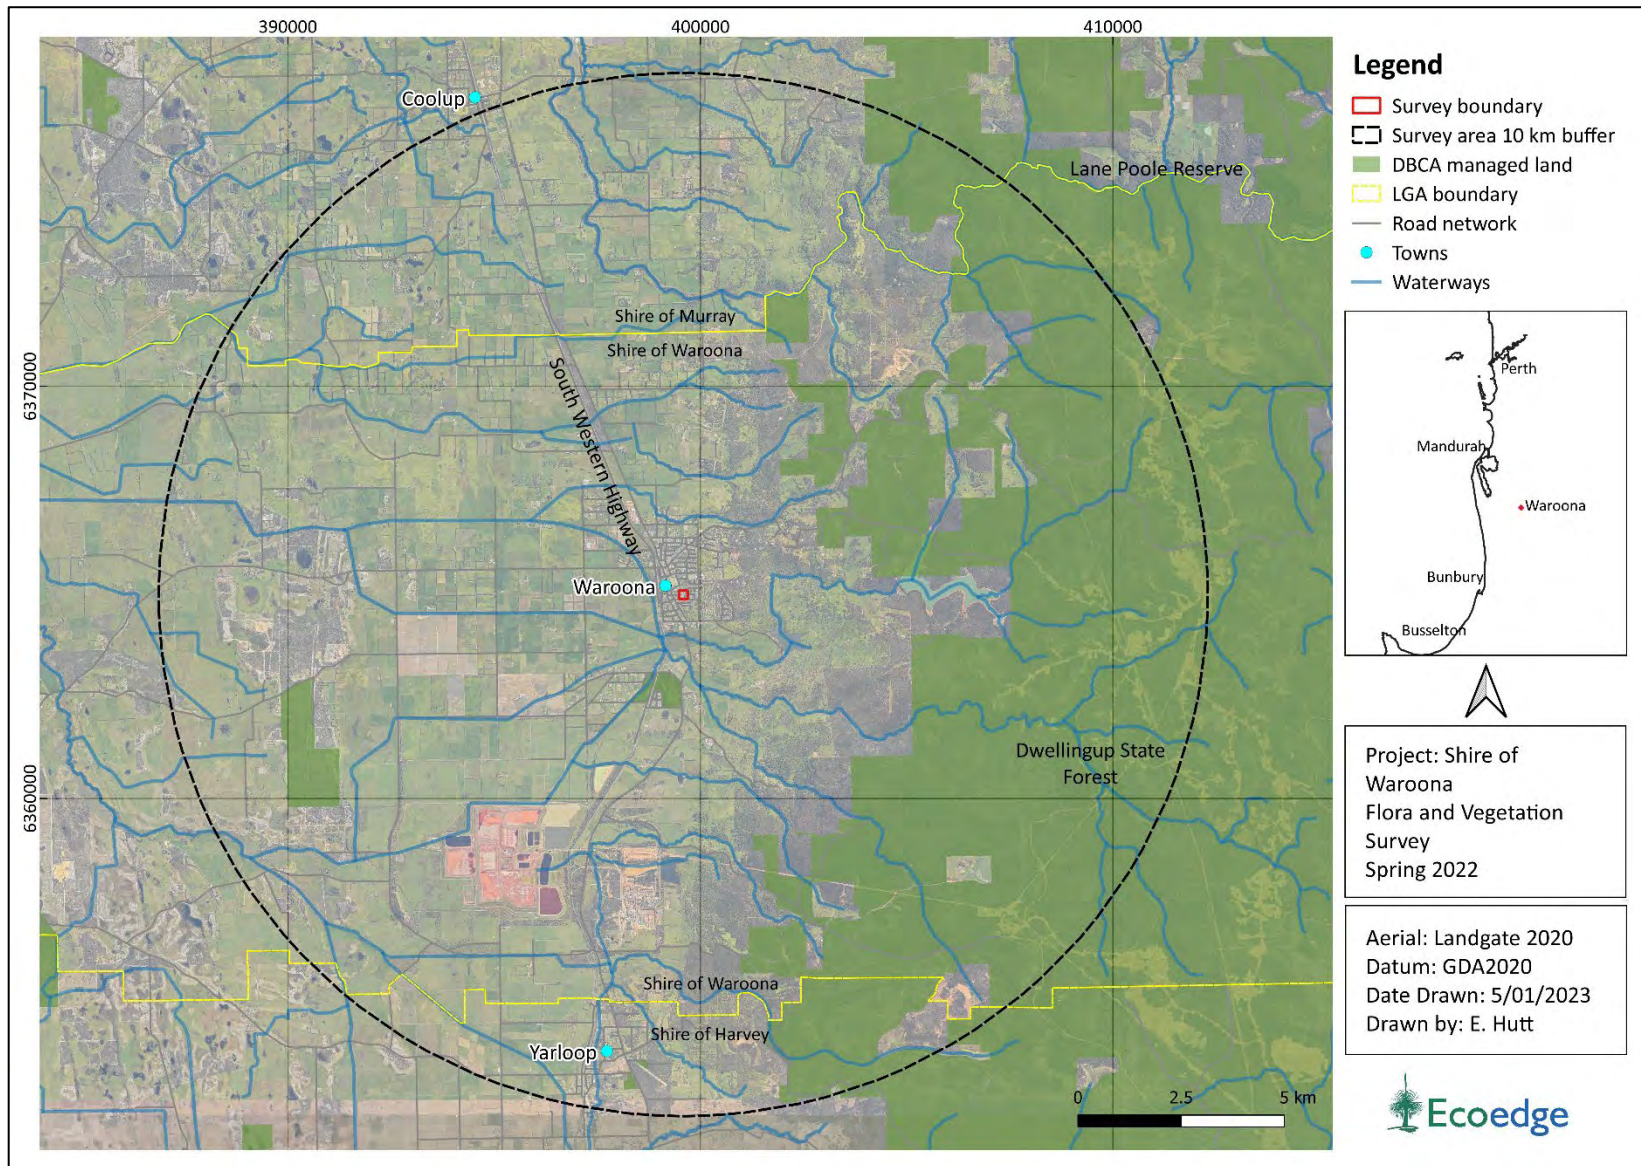 390000
400000
410000
Coolup
Lane Poole Reserve
Shire of Murray
Shire of Waroona
6370000
South Western Highway
Waroona
Dwellingup State
Forest
6360000
Shire of Waroona
Shire of Harvey
Yarloop
0 2.5 5 km
Legend
Survey boundary
Survey area 10 km buffer
DBCA managed land
LGA boundary
Road network
Towns
Waterways
Perth
Mandurah
Waroona
Bunbury
Busselton
Project: Shire of
Waroona
Flora and Vegetation
Survey
Spring 2022
Aerial: Landgate 2020
Datum: GDA2020
Date Drawn: 5/01/2023
Drawn by: E. Hutt
Ecoedge